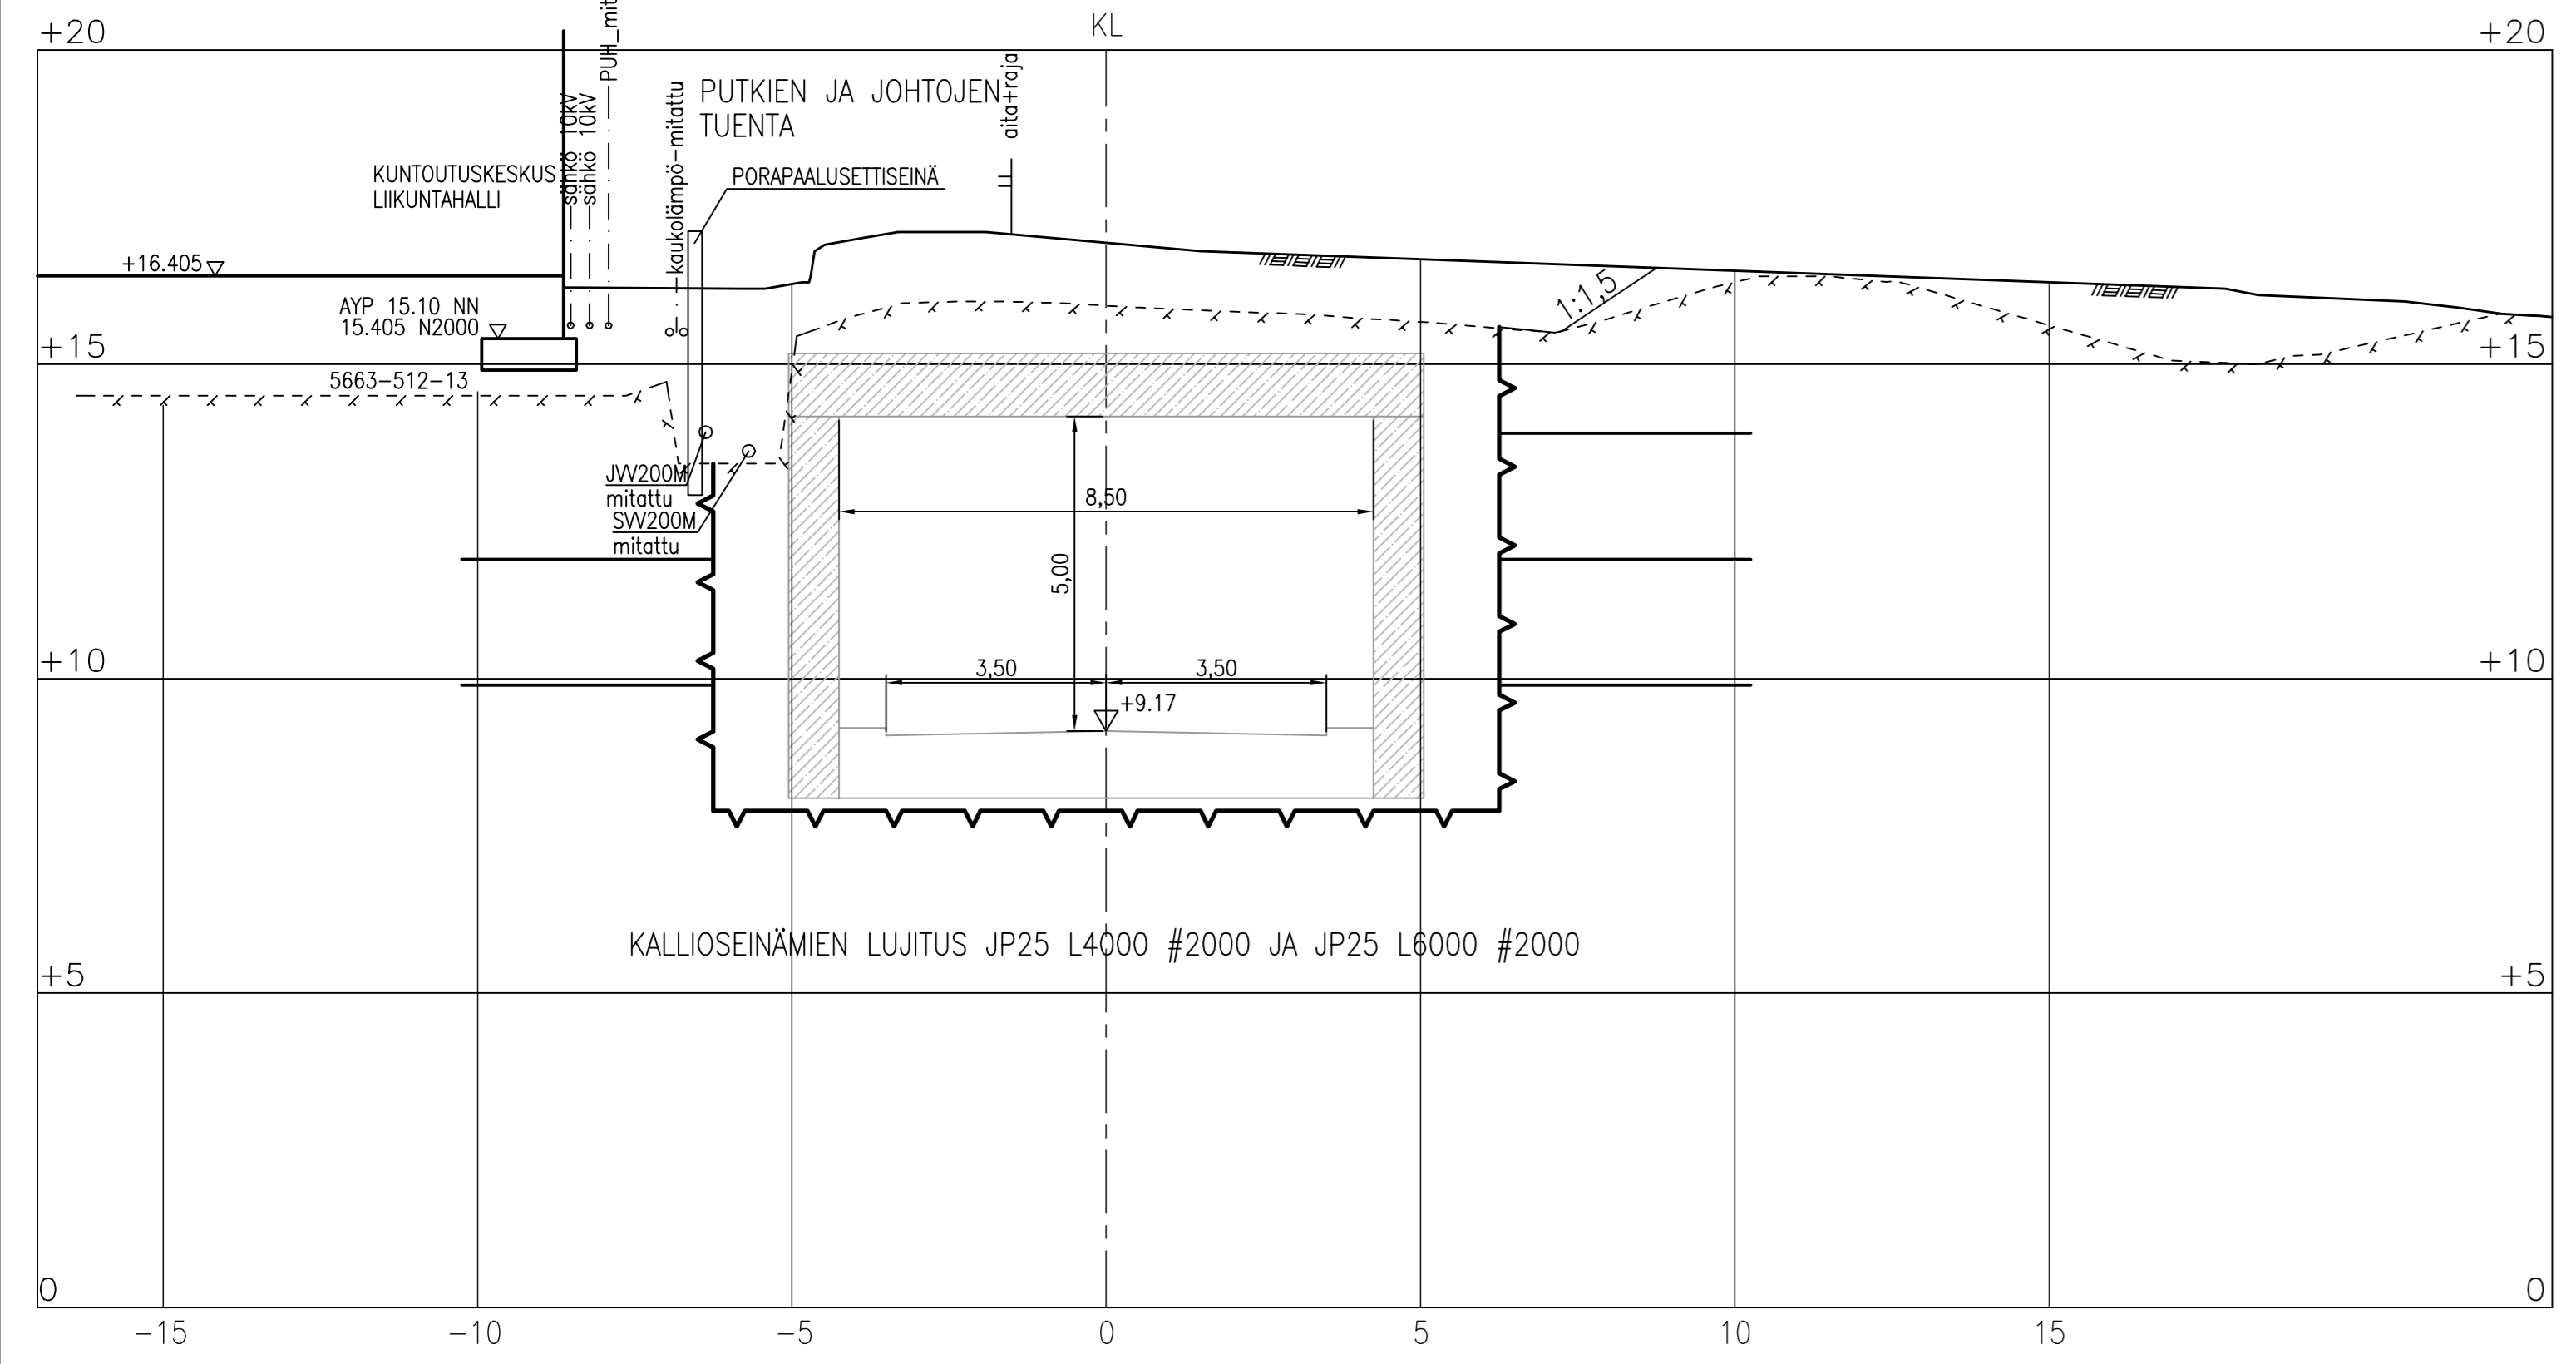 KL
+20
+20
PUH_mit
PUTKIEN JA JOHTOJEN
TUENTA
aita+raja
sähkö 10kV
sähkö 10kV
kaukolämpö-mitattu
KUNTOUTUSKESKUS
LIIKUNTAHALLI
PORAPAALUSETTISEINÄ
+16.405
AYP 15.10 NN
15.405 N2000
1:1,5
+15
+15
5663-512-13
JVV200M
mitattu
SVV200M
mitattu
8,50
5,00
3,50
3,50
+9.17
+10
+10
KALLIOSEINÄMIEN LUJITUS JP25 L4000 #2000 JA JP25 L6000 #2000
+5
+5
0
0
-15
-10
-5
0
5
10
15